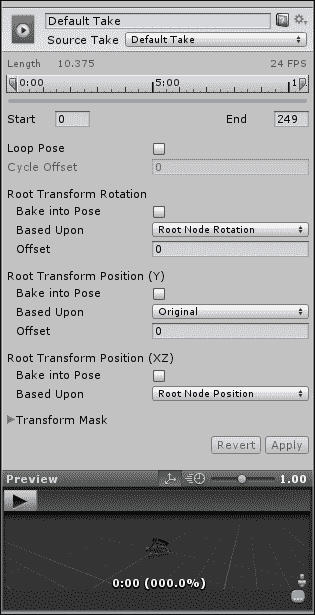 Default Take
Source Take Default Take
Length 10.375 24 FPS
0:00 5:00 1
Start 0 End 249
Loop Pose
Cycle Offset 0
Root Transform Rotation
Bake into Pose
Based Upon Root Node Rotation
Offset 0
Root Transform Position (Y)
Bake into Pose
Based Upon Original
Offset 0
Root Transform Position (XZ)
Bake into Pose
Based Upon Root Node Position
Transform Mask
Revert Apply
Preview 1.00
0:00 (000.0%)